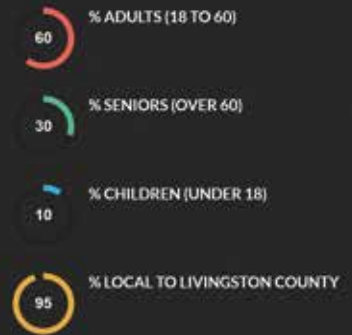 60 % ADULTS (18 TO 60)
30 % SENIORS (OVER 60)
10 % CHILDREN (UNDER 18)
95 % LOCAL TO LIVINGSTON COUNTY